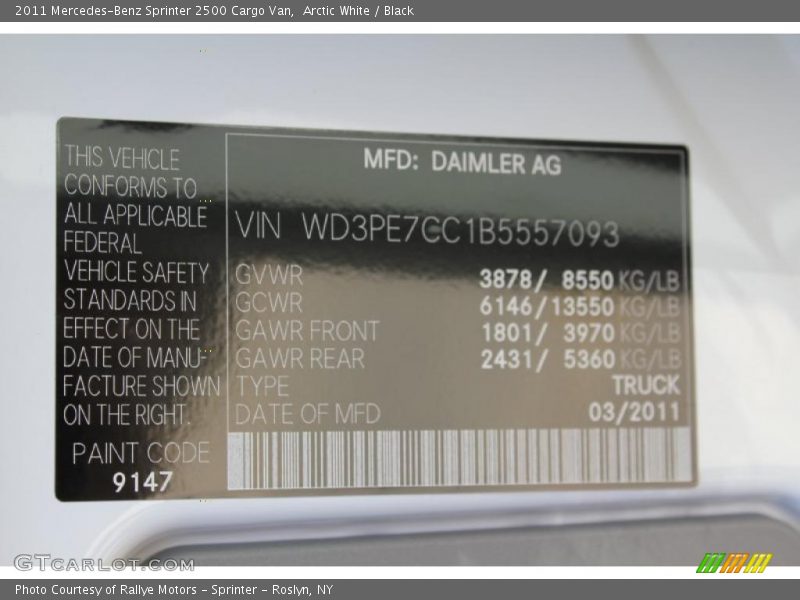 2011 Mercedes-Benz Sprinter 2500 Cargo Van, Arctic White / Black
THIS VEHICLE
CONFORMS TO
ALL APPLICABLE
FEDERAL
VEHICLE SAFETY
STANDARDS IN
EFFECT ON THE
DATE OF MANU-
FACTURE SHOWN
ON THE RIGHT.
PAINT CODE
9147
MFD: DAIMLER AG
VIN WD3PE7CC1B5557093
GVWR 3878/ 8550 KG/LB
GCWR 6146/13550 KG/LB
GAWR FRONT 1801/ 3970 KG/LB
GAWR REAR 2431/ 5360 KG/LB
TYPE TRUCK
DATE OF MFD 03/2011
GTCARLOT.COM
Photo Courtesy of Rallye Motors - Sprinter - Roslyn, NY